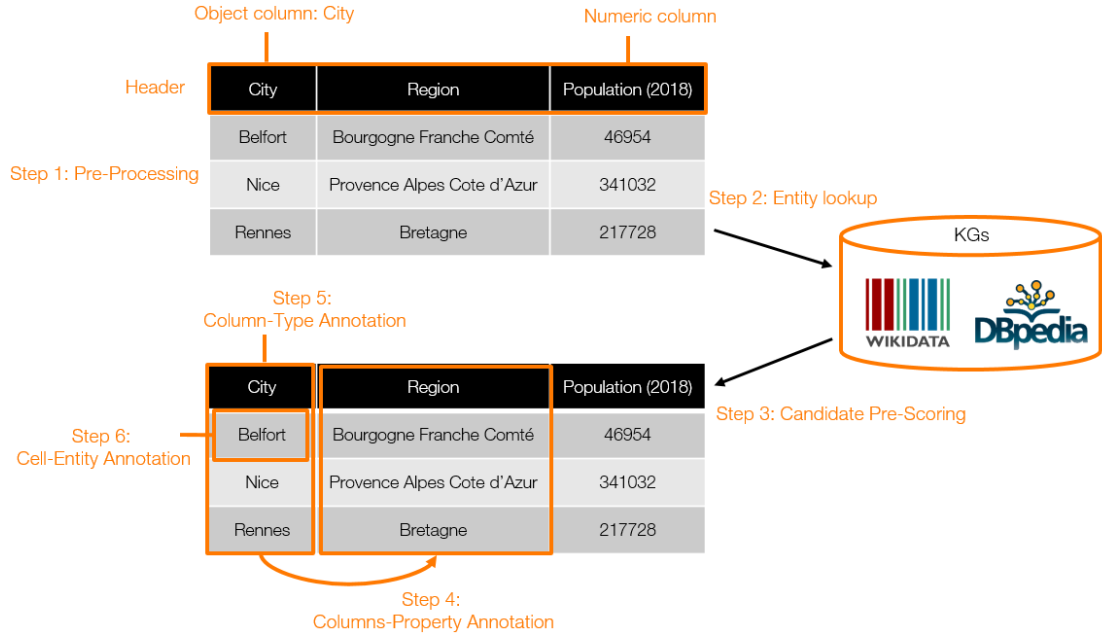 Object column: City
Numeric column
Header
City Region Population (2018)
Belfort Bourgogne Franche Comté 46954
Step 1: Pre-Processing
Nice Provence Alpes Cote d'Azur 341032
Step 2: Entity lookup
Rennes Bretagne 217728
KGs
WIKIDATA
DBpedia
Step 5:
Column-Type Annotation
City Region Population (2018)
Step 3: Candidate Pre-Scoring
Belfort Bourgogne Franche Comté 46954
Step 6:
Cell-Entity Annotation
Nice Provence Alpes Cote d'Azur 341032
Rennes Bretagne 217728
Step 4:
Columns-Property Annotation